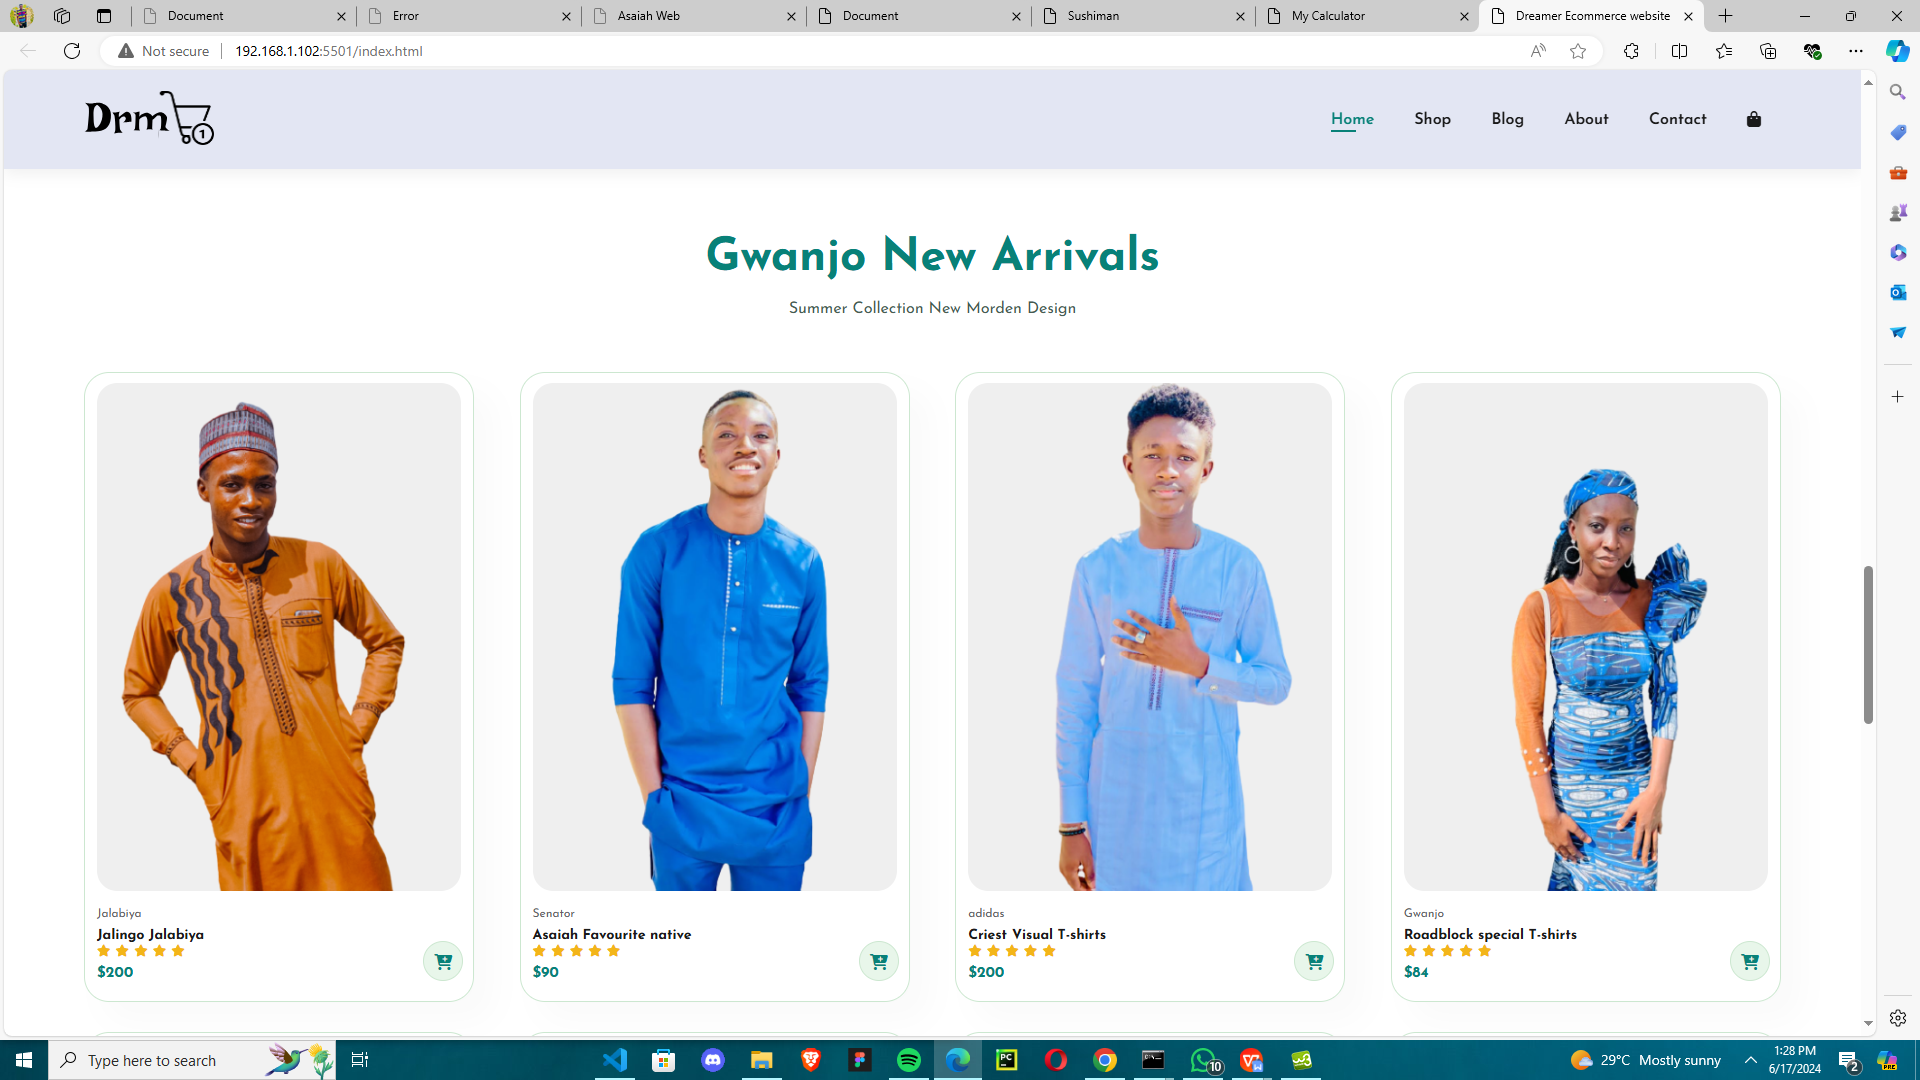 Document
Error
Asaiah Web
Document
Sushiman
My Calculator
Dreamer Ecommerce website
Not secure
192.168.1.102:5501/index.html
Drm
1
Home
Shop
Blog
About
Contact
Gwanjo New Arrivals
Summer Collection New Morden Design
Jalabiya
Jalingo Jalabiya
$200
Senator
Asaiah Favourite native
$90
adidas
Criest Visual T-shirts
$200
Gwanjo
Roadblock special T-shirts
$84
Type here to search
PC
10
29°C Mostly sunny
1:28 PM
6/17/2024
2
PRE